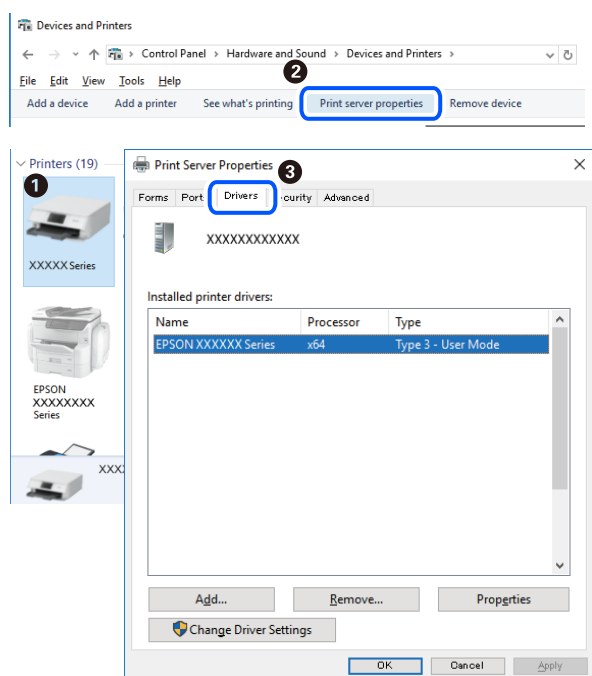 Devices and Printers
Control Panel > Hardware and Sound > Devices and Printers >
2
File Edit View Tools Help
Add a device Add a printer See what's printing Print server properties Remove device
Printers (19)
1
XXXXX Series
EPSON
XXXXXXXX
Series
XXX
Print Server Properties
3
Forms Port Drivers curity Advanced
XXXXXXXXXXXX
Installed printer drivers:
Name Processor Type
EPSON XXXXXX Series x64 Type 3 - User Mode
Add... Remove... Properties
Change Driver Settings
OK Cancel Apply